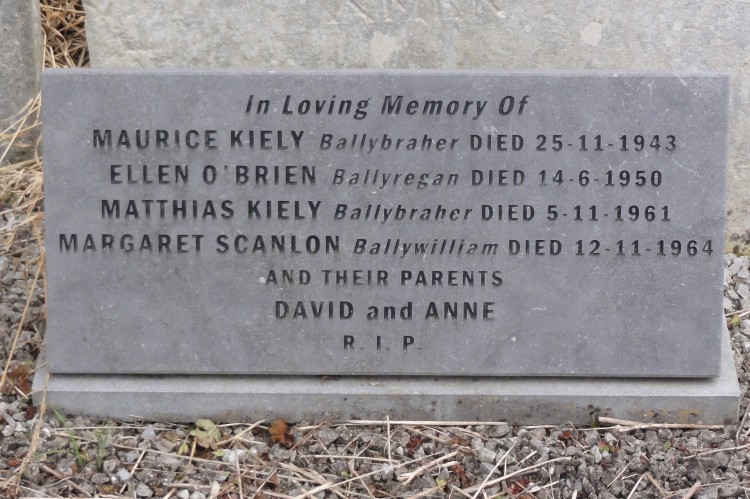 In Loving Memory Of
MAURICE KIELY Ballybraher DIED 25-11-1943
ELLEN O'BRIEN Ballyregan DIED 14-6-1950
MATTHIAS KIELY Ballybraher DIED 5-11-1961
MARGARET SCANLON Ballywilliam DIED 12-11-1964
AND THEIR PARENTS
DAVID and ANNE
R. I. P.